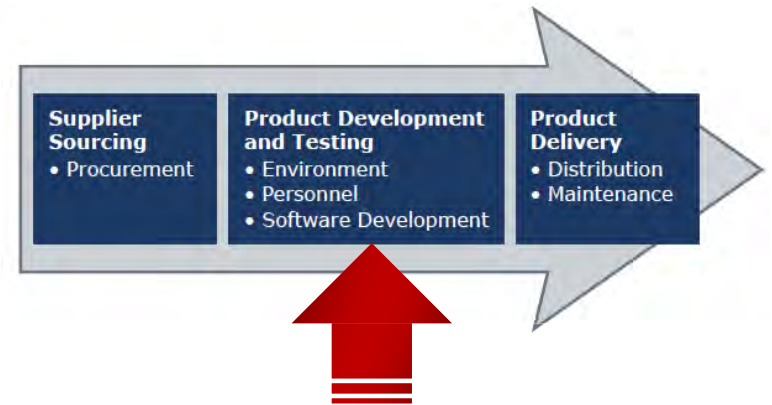 Supplier
Sourcing
• Procurement
Product Development
and Testing
• Environment
• Personnel
• Software Development
Product
Delivery
• Distribution
• Maintenance